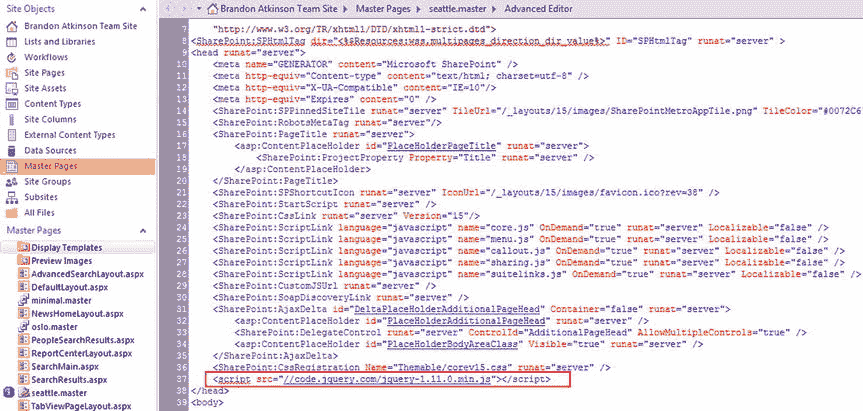 Site Objects
Brandon Atkinson Team Site
Lists and Libraries
Workflows
Site Pages
Site Assets
Content Types
Site Columns
External Content Types
Data Sources
Master Pages
Site Groups
Subsites
All Files
Master Pages
Display Templates
Preview Images
AdvancedSearchLayout.aspx
DefaultLayout.aspx
minimal.master
NewsHomeLayout.aspx
oslo.master
PeopleSearchResults.aspx
ReportCenterLayout.aspx
SearchMain.aspx
SearchResults.aspx
seattle.master
TabViewPageLayout.aspx
Brandon Atkinson Team Site Master Pages seattle.master Advanced Editor
7 "http://www.w3.org/TR/xhtml1/DTD/xhtml1-strict.dtd">
8 <SharePoint:SPHtmlTag dir="<%$Resources:wss,multipages_direction_dir_value%>" ID="SPHtmlTag" runat="server" >
9 <head runat="server">
10 <meta name="GENERATOR" content="Microsoft SharePoint" />
11 <meta http-equiv="Content-type" content="text/html; charset=utf-8" />
12 <meta http-equiv="X-UA-Compatible" content="IE=10"/>
13 <meta http-equiv="Expires" content="0" />
14 <SharePoint:SPPinnedSiteTile runat="server" TileUrl="/_layouts/15/images/SharePointMetroAppTile.png" TileColor="#0072C6
15 <SharePoint:RobotsMetaTag runat="server"/>
16 <SharePoint:PageTitle runat="server">
17 <asp:ContentPlaceHolder id="PlaceHolderPageTitle" runat="server">
18 <SharePoint:ProjectProperty Property="Title" runat="server" />
19 </asp:ContentPlaceHolder>
20 </SharePoint:PageTitle>
21 <SharePoint:SPShortcutIcon runat="server" IconUrl="/_layouts/15/images/favicon.ico?rev=38" />
22 <SharePoint:StartScript runat="server" />
23 <SharePoint:CssLink runat="server" Version="15"/>
24 <SharePoint:ScriptLink language="javascript" name="core.js" OnDemand="true" runat="server" Localizable="false" />
25 <SharePoint:ScriptLink language="javascript" name="menu.js" OnDemand="true" runat="server" Localizable="false" />
26 <SharePoint:ScriptLink language="javascript" name="callout.js" OnDemand="true" runat="server" Localizable="false" />
27 <SharePoint:ScriptLink language="javascript" name="sharing.js" OnDemand="true" runat="server" Localizable="false" />
28 <SharePoint:ScriptLink language="javascript" name="suitelinks.js" OnDemand="true" runat="server" Localizable="false" />
29 <SharePoint:CustomJSUrl runat="server" />
30 <SharePoint:SoapDiscoveryLink runat="server" />
31 <SharePoint:AjaxDelta id="DeltaPlaceHolderAdditionalPageHead" Container="false" runat="server">
32 <asp:ContentPlaceHolder id="PlaceHolderAdditionalPageHead" runat="server" />
33 <SharePoint:DelegateControl runat="server" ControlId="AdditionalPageHead" AllowMultipleControls="true" />
34 <asp:ContentPlaceHolder id="PlaceHolderBodyAreaClass" Visible="true" runat="server" />
35 </SharePoint:AjaxDelta>
36 <SharePoint:CssRegistration Name="Themable/corev15.css" runat="server" />
37 <script src="//code.jquery.com/jquery-1.11.0.min.js"></script>
38 </head>
39 <body>